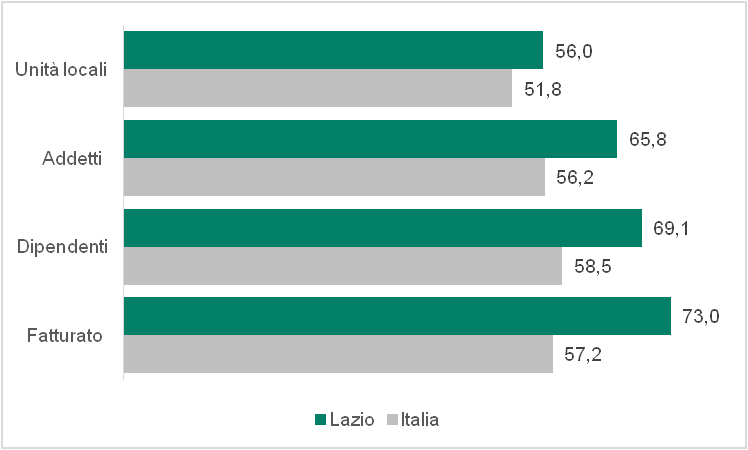 Unità locali
56,0
51,8
Addetti
65,8
56,2
Dipendenti
69,1
58,5
Fatturato
73,0
57,2
Lazio Italia